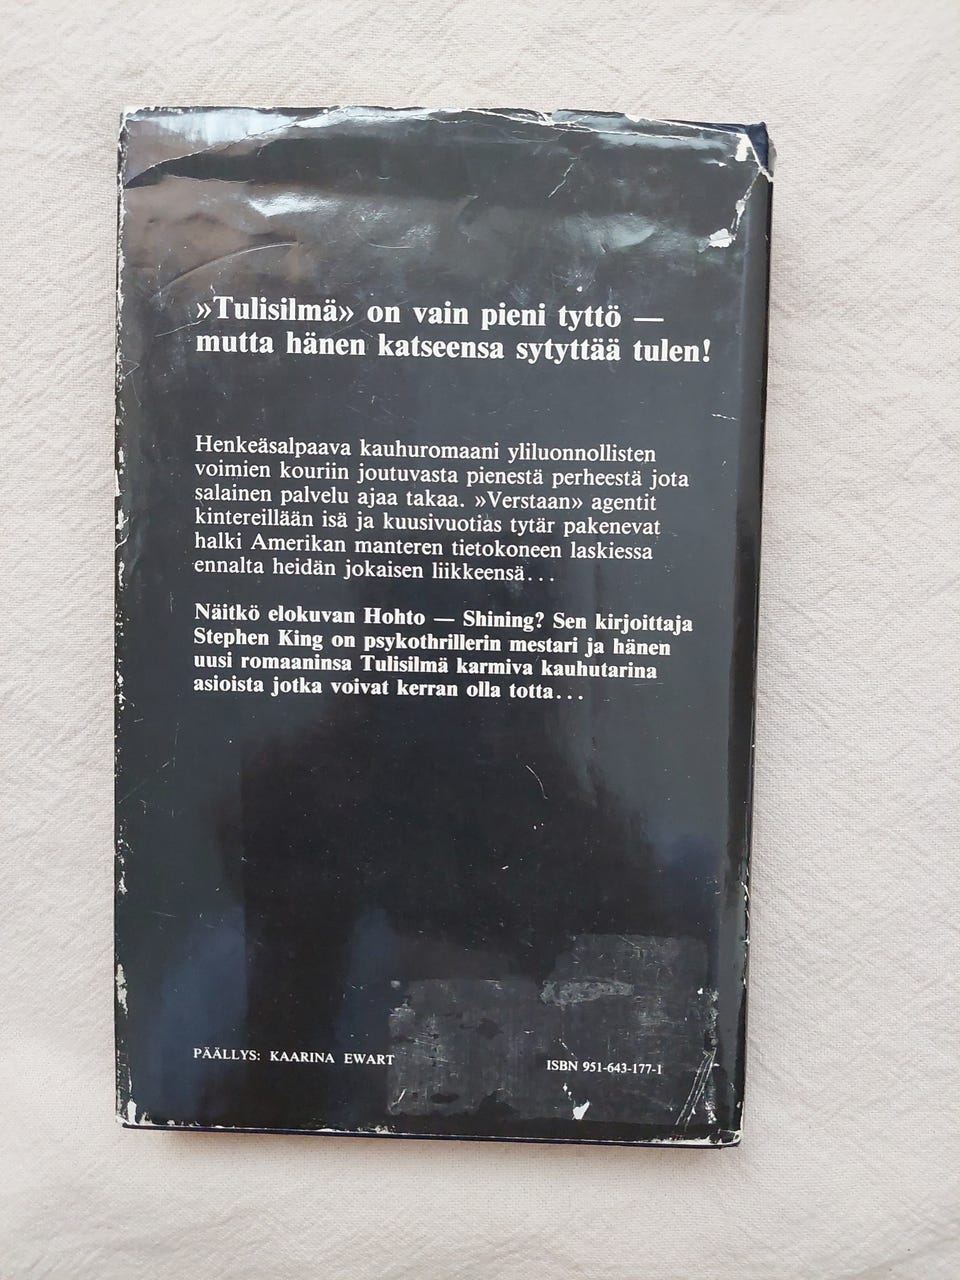 »Tulisilmä» on vain pieni tyttö —
mutta hänen katseensa sytyttää tulen!
Henkeäsalpaava kauhuromaani yliluonnollisten
voimien kouriin joutuvasta pienestä perheestä jota
salainen palvelu ajaa takaa. »Verstaan» agentit
kintereillään isä ja kuusivuotias tytär pakenevat
halki Amerikan manteren tietokoneen laskiessa
ennalta heidän jokaisen liikkeensä...
Näitkö elokuvan Hohto — Shining? Sen kirjoittaja
Stephen King on psykothrillerin mestari ja hänen
uusi romaaninsa Tulisilmä karmiva kauhutarina
asioista jotka voivat kerran olla totta...
PÄÄLLYS: KAARINA EWART
ISBN 951-643-177-1